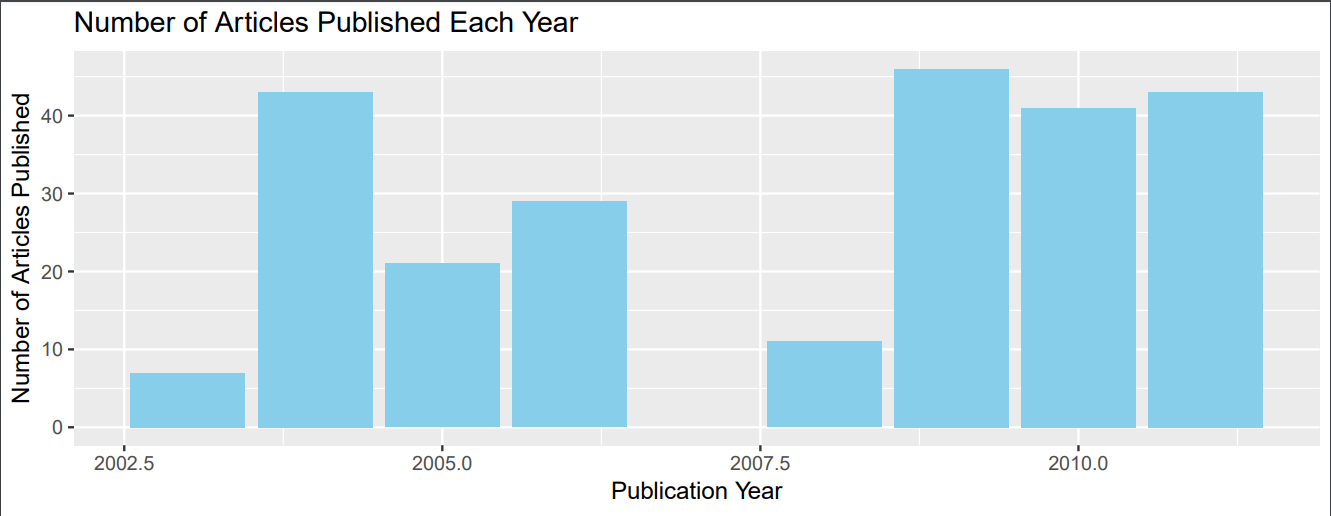 Number of Articles Published Each Year
Number of Articles Published
40
30
20
10
0
2002.5 2005.0 2007.5 2010.0
Publication Year